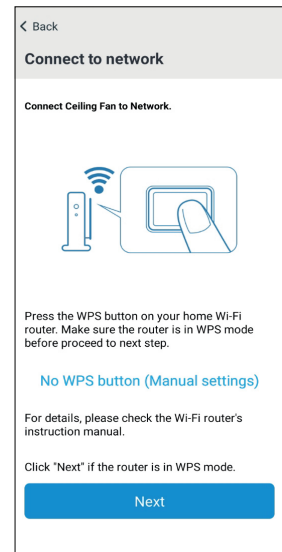 Back
Connect to network
Connect Ceiling Fan to Network.
Press the WPS button on your home Wi-Fi
router. Make sure the router is in WPS mode
before proceed to next step.
No WPS button (Manual settings)
For details, please check the Wi-Fi router's
instruction manual.
Click "Next" if the router is in WPS mode.
Next